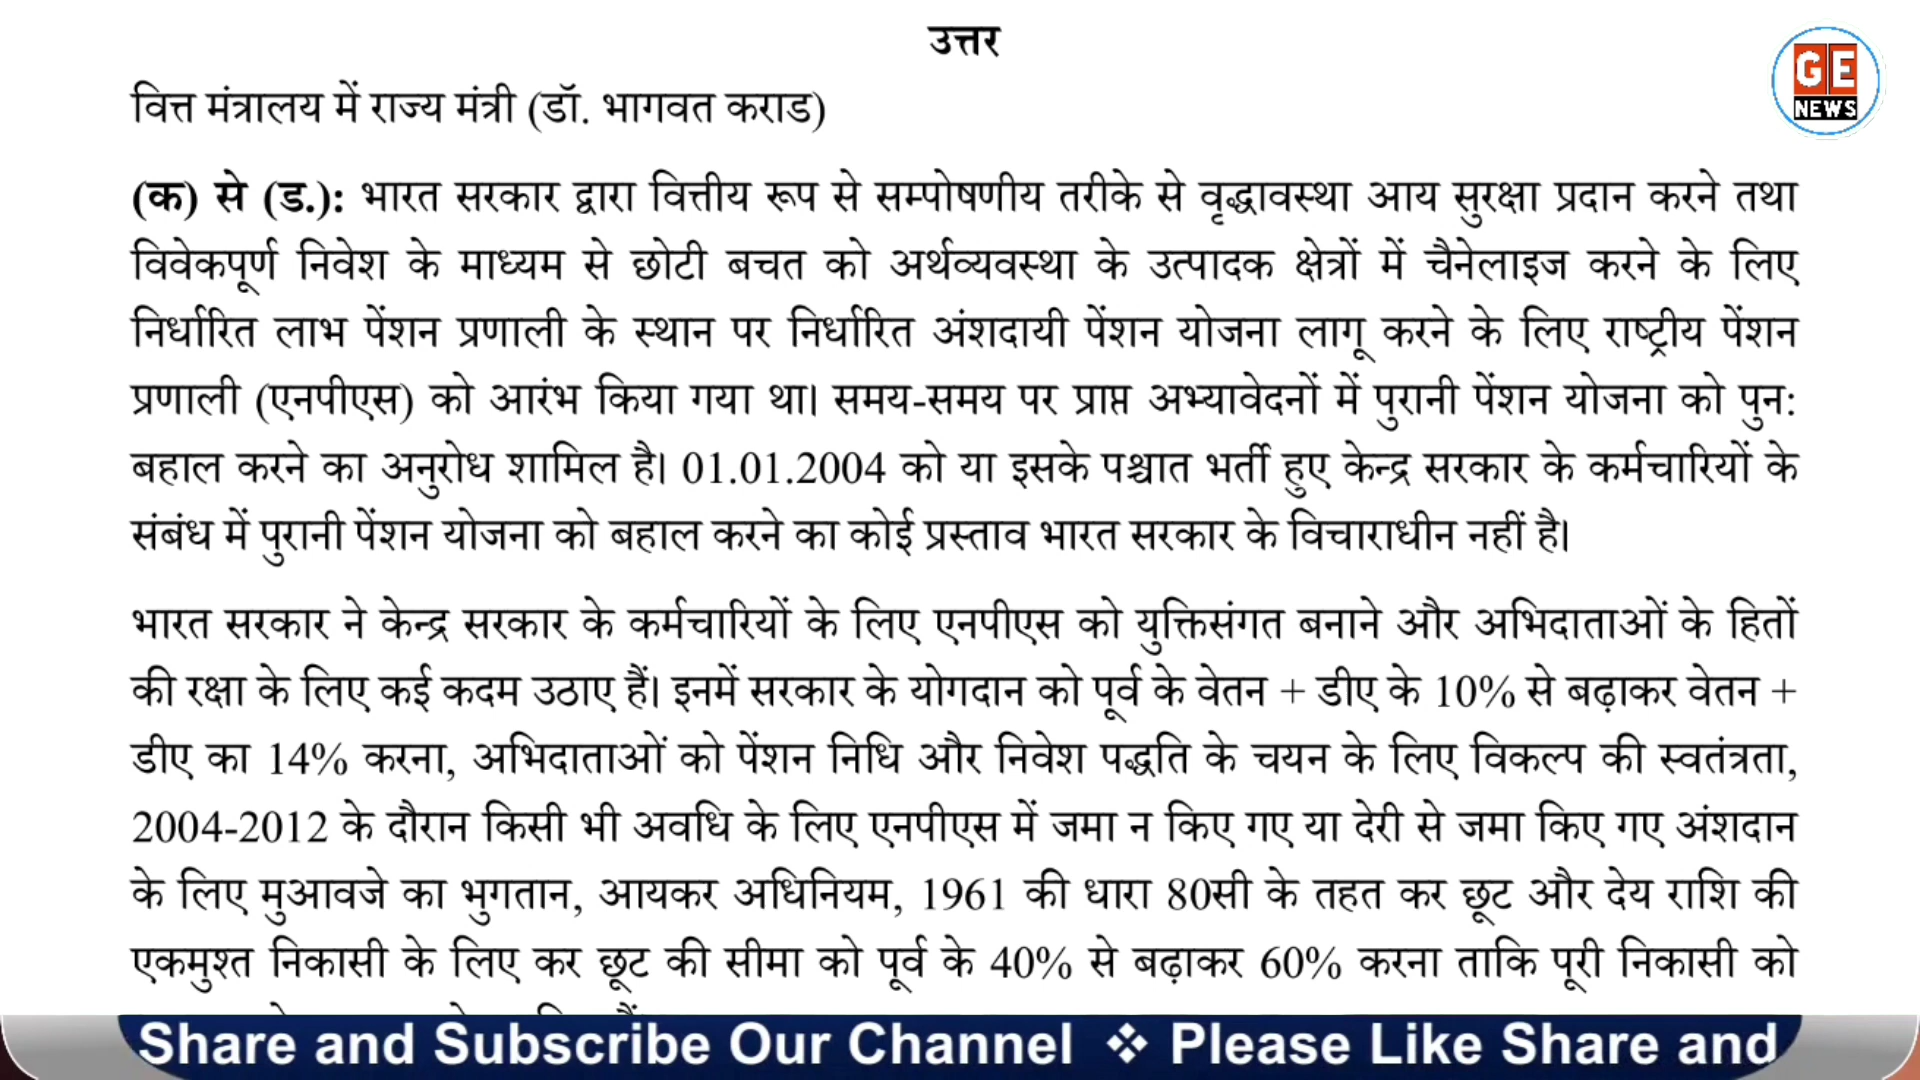 उत्तर
GE
NEWS
वित्त मंत्रालय में राज्य मंत्री (डॉ. भागवत कराड)
(क) से (ड.): भारत सरकार द्वारा वित्तीय रूप से सम्पोषणीय तरीके से वृद्धावस्था आय सुरक्षा प्रदान करने तथा
विवेकपूर्ण निवेश के माध्यम से छोटी बचत को अर्थव्यवस्था के उत्पादक क्षेत्रों में चैनेलाइज करने के लिए
निर्धारित लाभ पेंशन प्रणाली के स्थान पर निर्धारित अंशदायी पेंशन योजना लागू करने के लिए राष्ट्रीय पेंशन
प्रणाली (एनपीएस) को आरंभ किया गया था। समय-समय पर प्राप्त अभ्यावेदनों में पुरानी पेंशन योजना को पुन:
बहाल करने का अनुरोध शामिल है। 01.01.2004 को या इसके पश्चात भर्ती हुए केन्द्र सरकार के कर्मचारियों के
संबंध में पुरानी पेंशन योजना को बहाल करने का कोई प्रस्ताव भारत सरकार के विचाराधीन नहीं है।
भारत सरकार ने केन्द्र सरकार के कर्मचारियों के लिए एनपीएस को युक्तिसंगत बनाने और अभिदाताओं के हितों
की रक्षा के लिए कई कदम उठाए हैं। इनमें सरकार के योगदान को पूर्व के वेतन + डीए के 10% से बढ़ाकर वेतन +
डीए का 14% करना, अभिदाताओं को पेंशन निधि और निवेश पद्धति के चयन के लिए विकल्प की स्वतंत्रता,
2004-2012 के दौरान किसी भी अवधि के लिए एनपीएस में जमा न किए गए या देरी से जमा किए गए अंशदान
के लिए मुआवजे का भुगतान, आयकर अधिनियम, 1961 की धारा 80सी के तहत कर छूट और देय राशि की
एकमुश्त निकासी के लिए कर छूट की सीमा को पूर्व के 40% से बढ़ाकर 60% करना ताकि पूरी निकासी को
Share and Subscribe Our Channel ❖ Please Like Share and